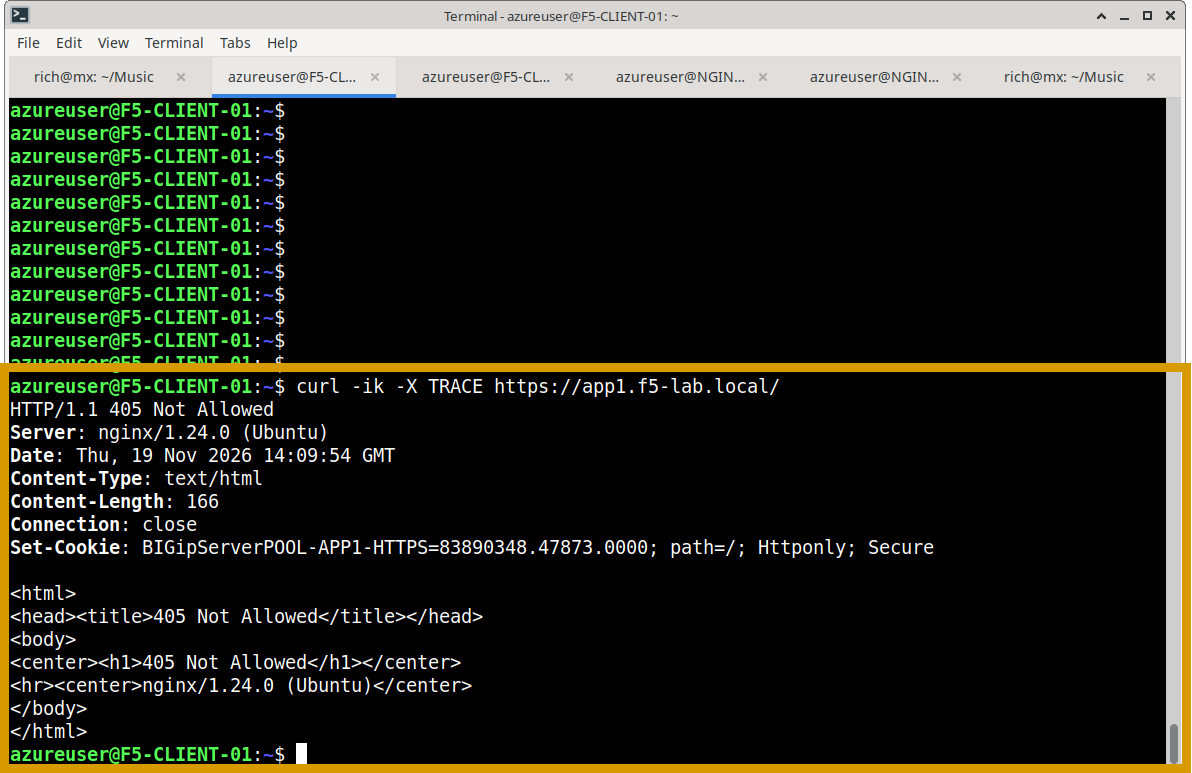 Terminal - azureuser@F5-CLIENT-01: ~
File Edit View Terminal Tabs Help
rich@mx: ~/Music azureuser@F5-CL... azureuser@F5-CL... azureuser@NGIN... azureuser@NGIN... rich@mx: ~/Music
azureuser@F5-CLIENT-01:~$
azureuser@F5-CLIENT-01:~$
azureuser@F5-CLIENT-01:~$
azureuser@F5-CLIENT-01:~$
azureuser@F5-CLIENT-01:~$
azureuser@F5-CLIENT-01:~$
azureuser@F5-CLIENT-01:~$
azureuser@F5-CLIENT-01:~$
azureuser@F5-CLIENT-01:~$
azureuser@F5-CLIENT-01:~$
azureuser@F5-CLIENT-01:~$
azureuser@F5-CLIENT-01:~$
azureuser@F5-CLIENT-01:~$ curl -ik -X TRACE https://app1.f5-lab.local/
HTTP/1.1 405 Not Allowed
Server: nginx/1.24.0 (Ubuntu)
Date: Thu, 19 Nov 2026 14:09:54 GMT
Content-Type: text/html
Content-Length: 166
Connection: close
Set-Cookie: BIGipServerPOOL-APP1-HTTPS=83890348.47873.0000; path=/; Httponly; Secure
<html>
<head><title>405 Not Allowed</title></head>
<body>
<center><h1>405 Not Allowed</h1></center>
<hr><center>nginx/1.24.0 (Ubuntu)</center>
</body>
</html>
azureuser@F5-CLIENT-01:~$